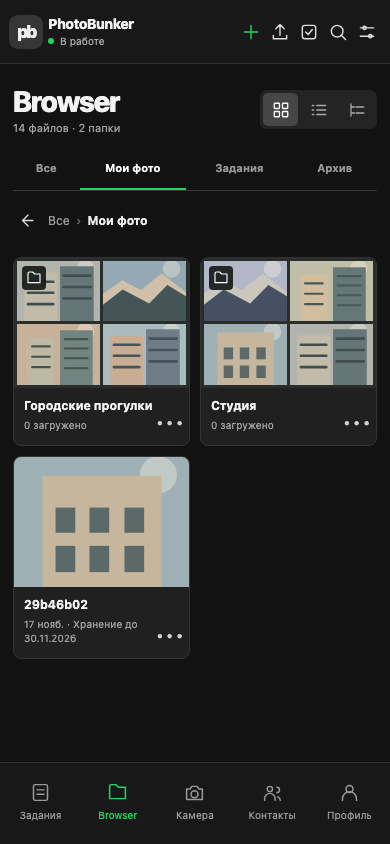 pb PhotoBunker
В работе
Browser
14 файлов · 2 папки
Все Мои фото Задания Архив
Все › Мои фото
Городские прогулки
0 загружено
Студия
0 загружено
29b46b02
17 нояб. · Хранение до
30.11.2026
Задания Browser Камера Контакты Профиль